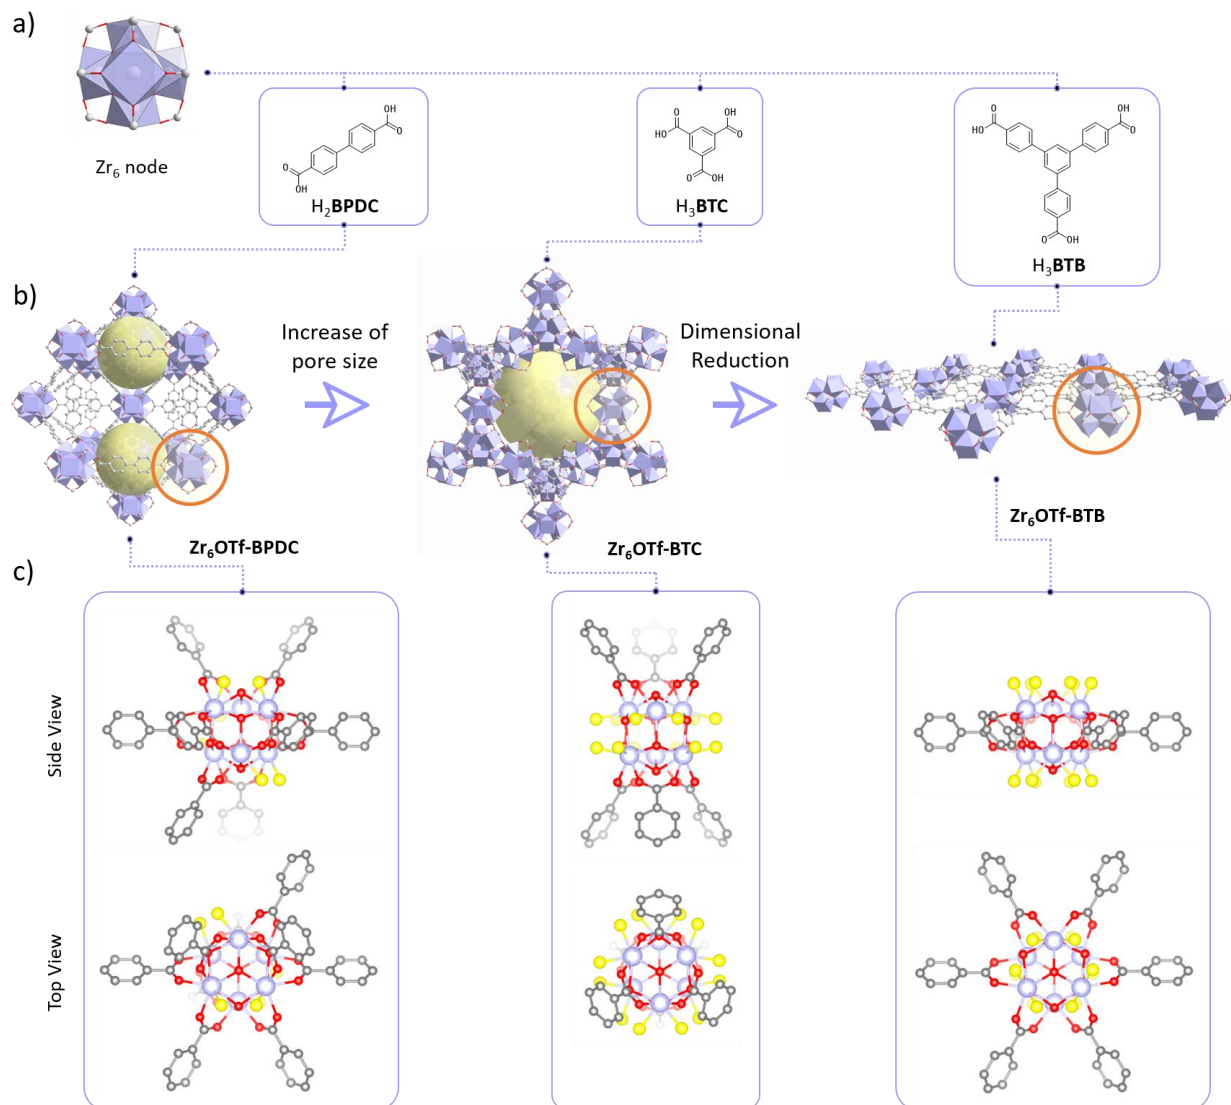 a)
Zr6 node
OH
O
O
OH
H2BPDC
O
O
HO
OH
O
OH
H3BTC
O
HO
OH
O
O
OH
H3BTB
b)
Increase of
pore size
Dimensional
Reduction
Zr6OTf-BPDC
Zr6OTf-BTC
Zr6OTf-BTB
c)
Side View
Top View